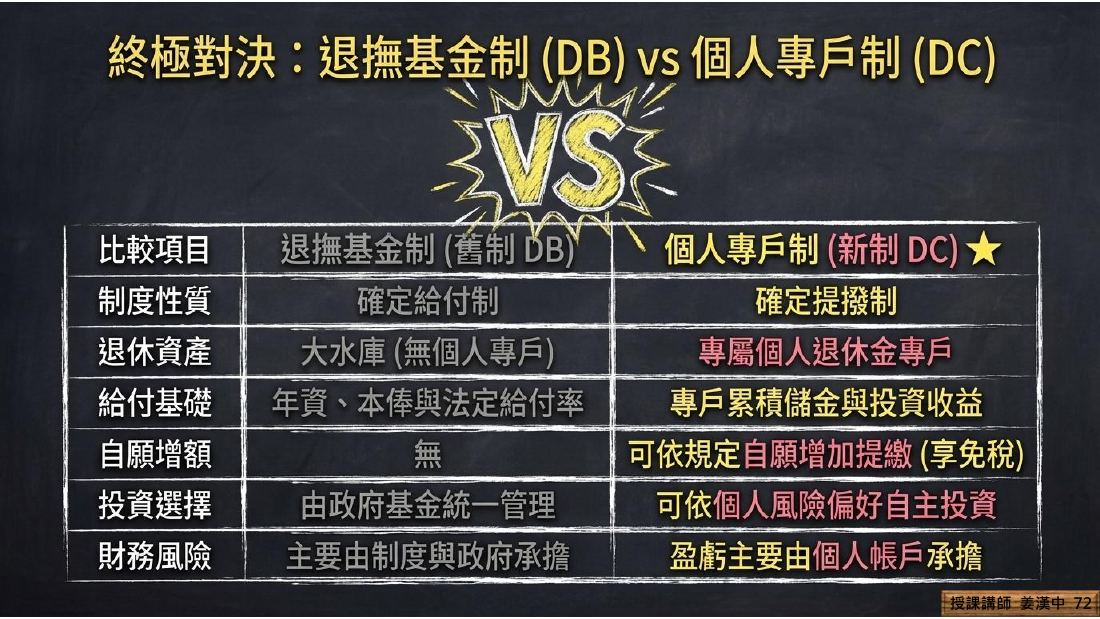 終極對決：退撫基金制 (DB) vs 個人專戶制 (DC)
VS
比較項目 退撫基金制 (舊制 DB) 個人專戶制 (新制 DC)
制度性質 確定給付制 確定提撥制
退休資產 大水庫 (無個人專戶) 專屬個人退休金專戶
給付基礎 年資、本俸與法定給付率 專戶累積儲金與投資收益
自願增額 無 可依規定自願增加提繳 (享免稅)
投資選擇 由政府基金統一管理 可依個人風險偏好自主投資
財務風險 主要由制度與政府承擔 盈虧主要由個人帳戶承擔
授課講師 姜漢中 72